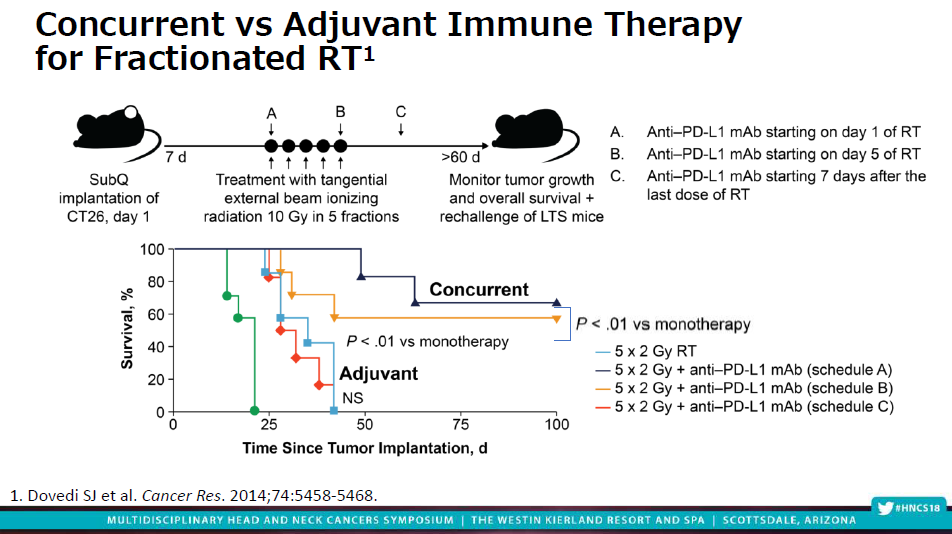 Concurrent vs Adjuvant Immune Therapy
for Fractionated RT¹
A
B
C
7 d
>60 d
SubQ
implantation of
CT26, day 1
Treatment with tangential
external beam ionizing
radiation 10 Gy in 5 fractions
Monitor tumor growth
and overall survival +
rechallenge of LTS mice
A. Anti–PD-L1 mAb starting on day 1 of RT
B. Anti–PD-L1 mAb starting on day 5 of RT
C. Anti–PD-L1 mAb starting 7 days after the
last dose of RT
Survival, %
100
80
60
40
20
0
Concurrent
P < .01 vs monotherapy
P < .01 vs monotherapy
Adjuvant
NS
5 x 2 Gy RT
5 x 2 Gy + anti–PD-L1 mAb (schedule A)
5 x 2 Gy + anti–PD-L1 mAb (schedule B)
5 x 2 Gy + anti–PD-L1 mAb (schedule C)
0 25 50 75 100
Time Since Tumor Implantation, d
1. Dovedi SJ et al. Cancer Res. 2014;74:5458-5468.
#HNCS18
MULTIDISCIPLINARY HEAD AND NECK CANCERS SYMPOSIUM | THE WESTIN KIERLAND RESORT AND SPA | SCOTTSDALE, ARIZONA